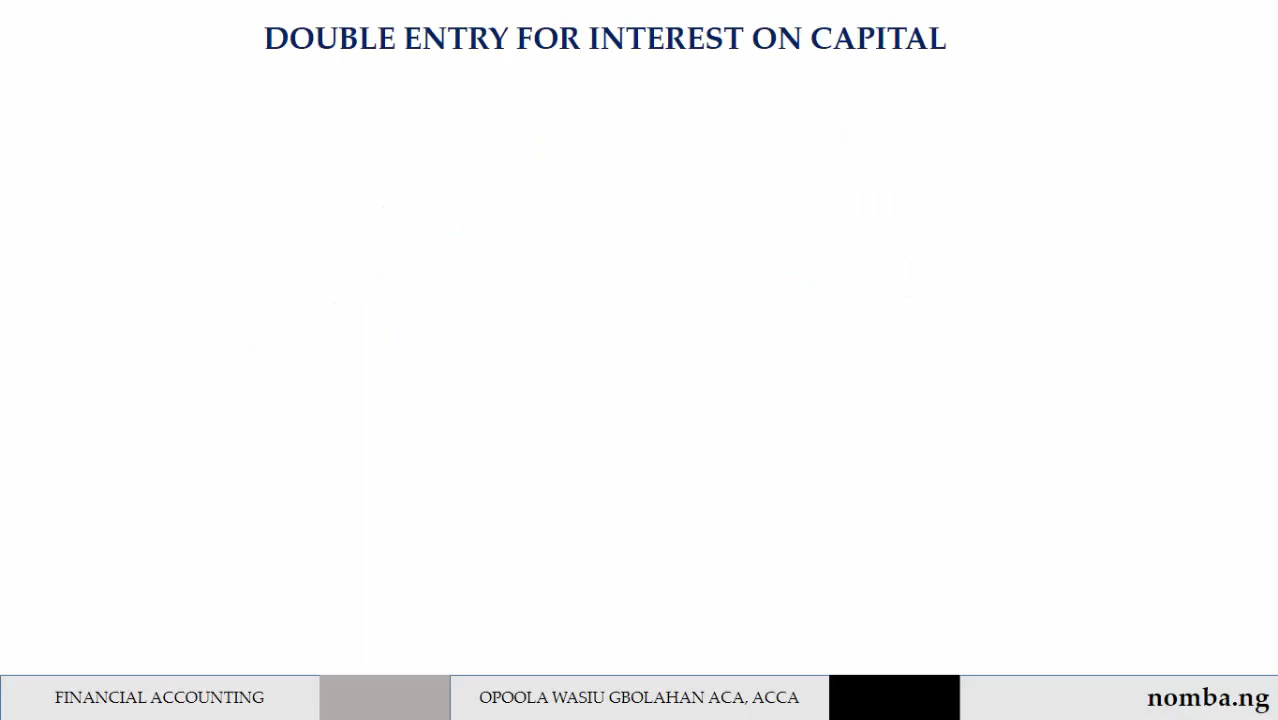 DOUBLE ENTRY FOR INTEREST ON CAPITAL
FINANCIAL ACCOUNTING
OPOOLA WASIU GBOLAHAN ACA, ACCA
nomba.ng